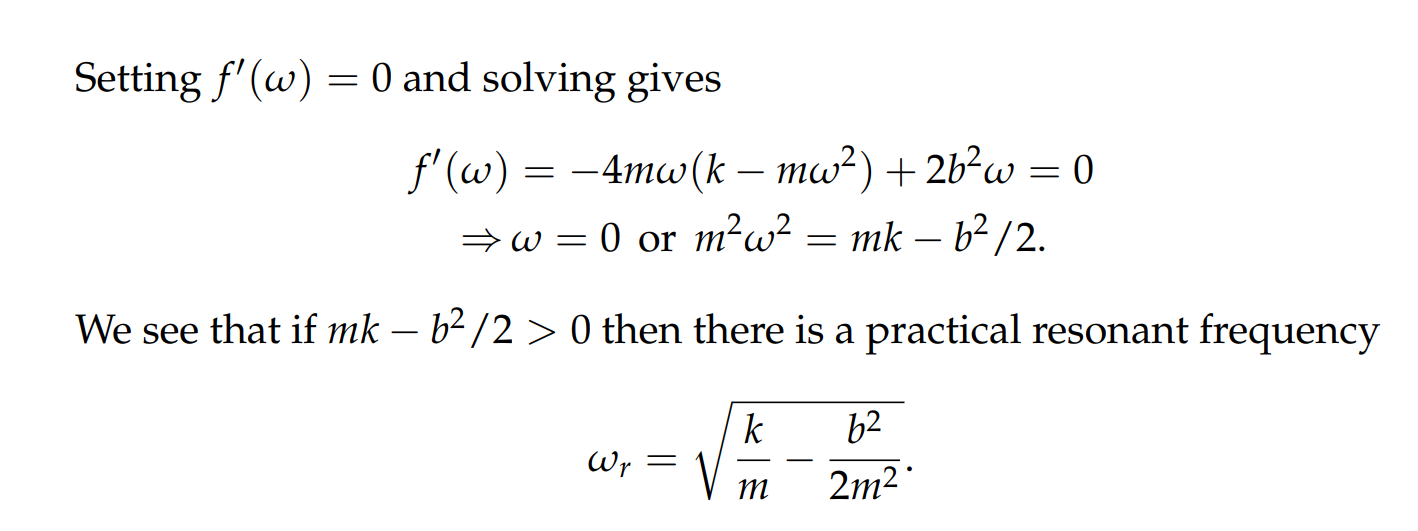 Setting f′(ω) = 0 and solving gives
f′(ω) = −4mω(k − mω²) + 2b²ω = 0
⇒ ω = 0 or m²ω² = mk − b²/2.
We see that if mk − b²/2 > 0 then there is a practical resonant frequency
ωᵣ = √(k/m − b²/2m²).